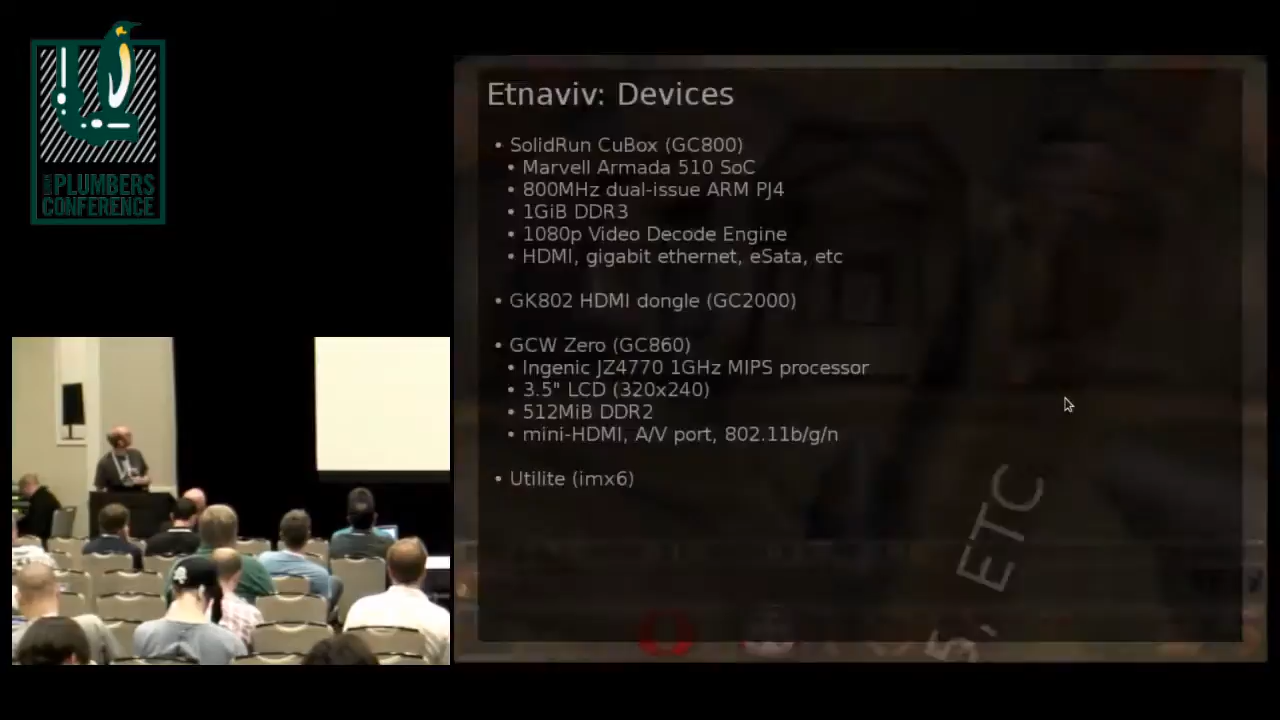 LINUX
PLUMBERS
CONFERENCE
Etnaviv: Devices
• SolidRun CuBox (GC800)
• Marvell Armada 510 SoC
• 800MHz dual-issue ARM PJ4
• 1GiB DDR3
• 1080p Video Decode Engine
• HDMI, gigabit ethernet, eSata, etc
• GK802 HDMI dongle (GC2000)
• GCW Zero (GC860)
• Ingenic JZ4770 1GHz MIPS processor
• 3.5" LCD (320x240)
• 512MiB DDR2
• mini-HDMI, A/V port, 802.11b/g/n
• Utilite (imx6)
5, ETC